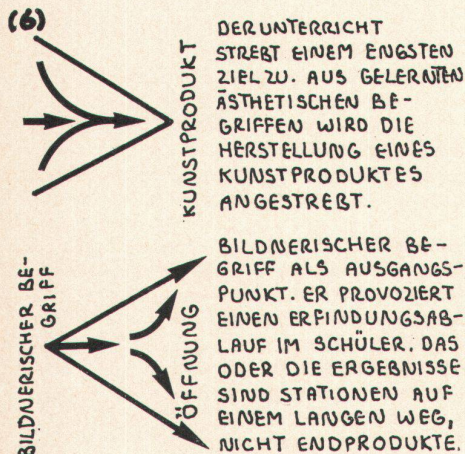 (6)
KUNSTPRODUKT
DER UNTERRICHT
STREBT EINEM ENGSTEN
ZIEL ZU. AUS GELERNTEN
ÄSTHETISCHEN BE-
GRIFFEN WIRD DIE
HERSTELLUNG EINES
KUNSTPRODUKTES
ANGESTREBT.
BILDNERISCHER BE-
GRIFF
ÖFFNUNG
BILDNERISCHER BE-
GRIFF ALS AUSGANGS-
PUNKT. ER PROVOZIERT
EINEN ERFINDUNGSAB-
LAUF IM SCHÜLER. DAS
ODER DIE ERGEBNISSE
SIND STATIONEN AUF
EINEM LANGEN WEG,
NICHT ENDPRODUKTE.